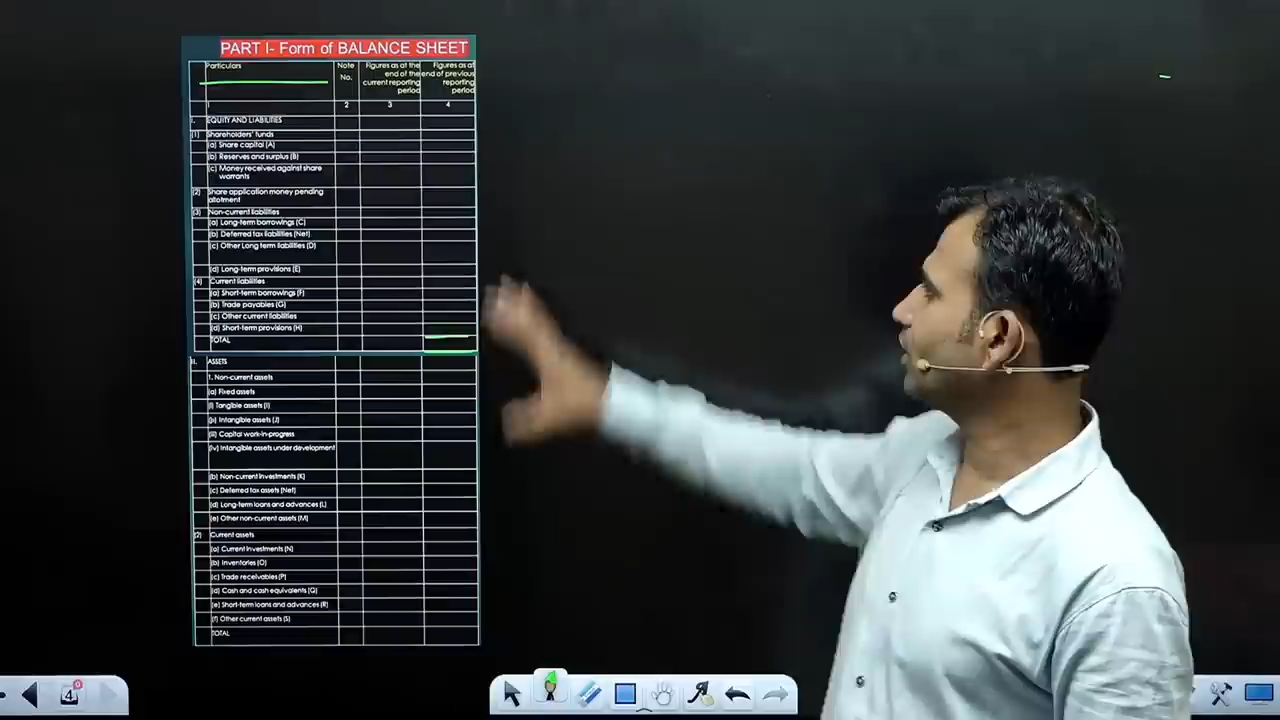 PART I- Form of BALANCE SHEET
Particulars
Note No.
Figures as at the end of the current reporting period
Figures as at end of previous reporting period
1 2 3 4
I. EQUITY AND LIABILITIES
(1) Shareholders' funds
(a) Share capital (A)
(b) Reserves and surplus (B)
(c) Money received against share
warrants
(2) Share application money pending
allotment
(3) Non-current liabilities
(a) Long-term borrowings (C)
(b) Deferred tax liabilities (Net)
(c) Other Long term liabilities (D)
(d) Long-term provisions (E)
(4) Current liabilities
(a) Short-term borrowings (F)
(b) Trade payables (G)
(c) Other current liabilities
(d) Short-term provisions (H)
TOTAL
II. ASSETS
1. Non-current assets
(a) Fixed assets
(i) Tangible assets (I)
(ii) Intangible assets (J)
(iii) Capital work-in-progress
(iv) Intangible assets under development
(b) Non-current investments (K)
(c) Deferred tax assets (Net)
(d) Long-term loans and advances (L)
(e) Other non-current assets (M)
(2) Current assets
(a) Current investments (N)
(b) Inventories (O)
(c) Trade receivables (P)
(d) Cash and cash equivalents (Q)
(e) Short-term loans and advances (R)
(f) Other current assets (S)
TOTAL
4
0